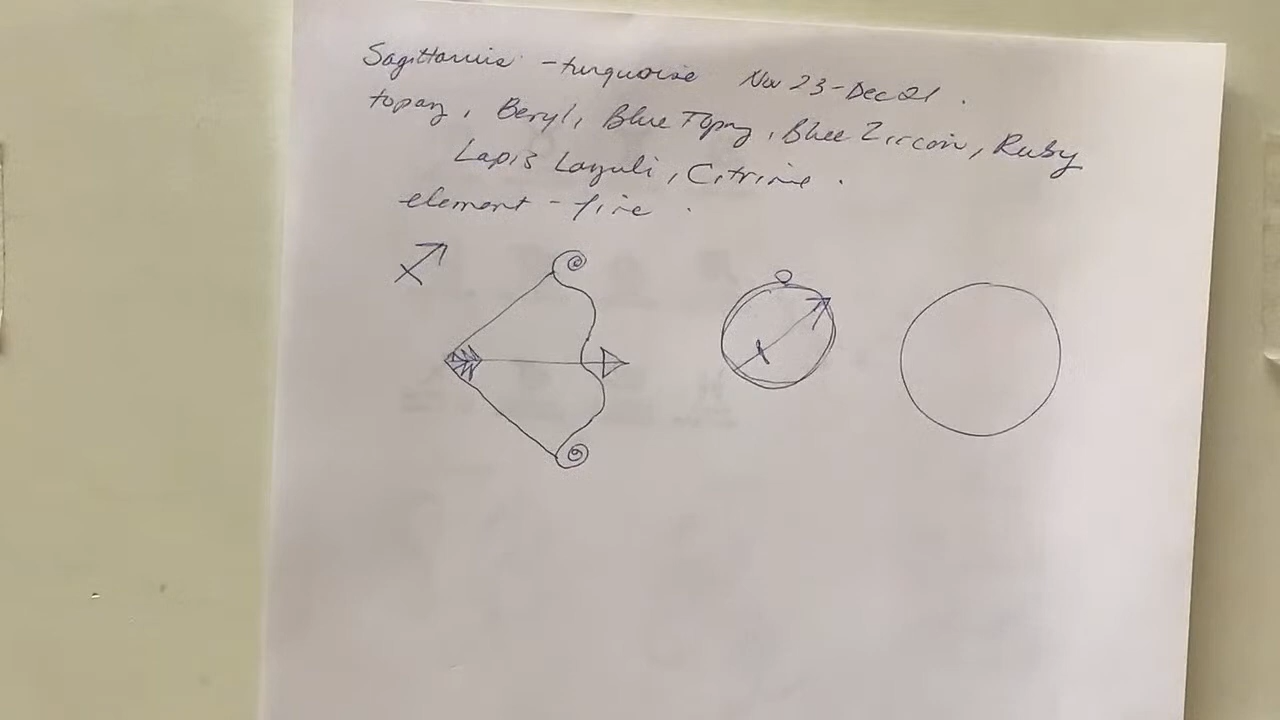 Sagittarius - turquoise Nov 23 - Dec 21.
topaz, Beryl, Blue Topaz, Blue Zircon, Ruby
Lapis Lazuli, Citrine.
element - fire.